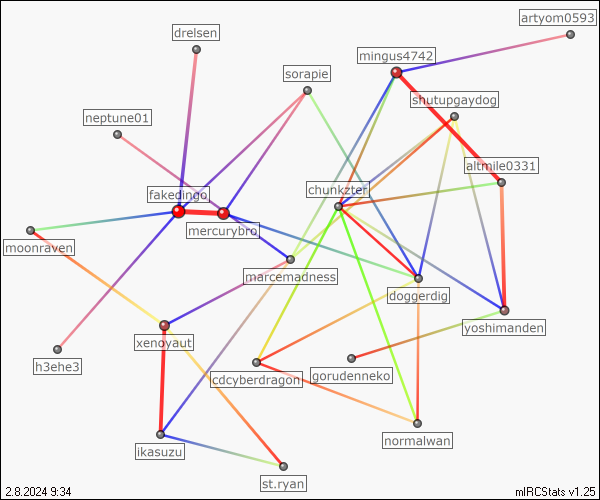 artyom0593
drelsen
mingus4742
sorapie
shutupgaydog
neptune01
altmile0331
fakedingo
chunkzter
mercurybro
moonraven
marcemadness
doggerdig
yoshimanden
xenoyaut
h3ehe3
cdcyberdragon
gorudenneko
normalwan
ikasuzu
st.ryan
2.8.2024 9:34
mIRCStats v1.25